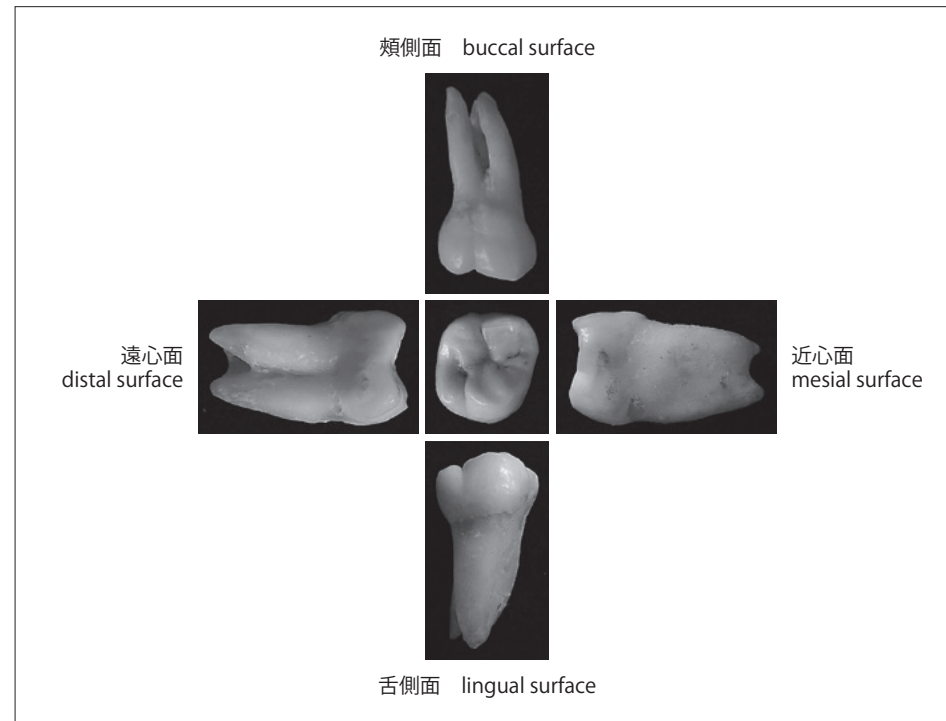 頰側面 buccal surface
遠心面
distal surface
近心面
mesial surface
舌側面 lingual surface